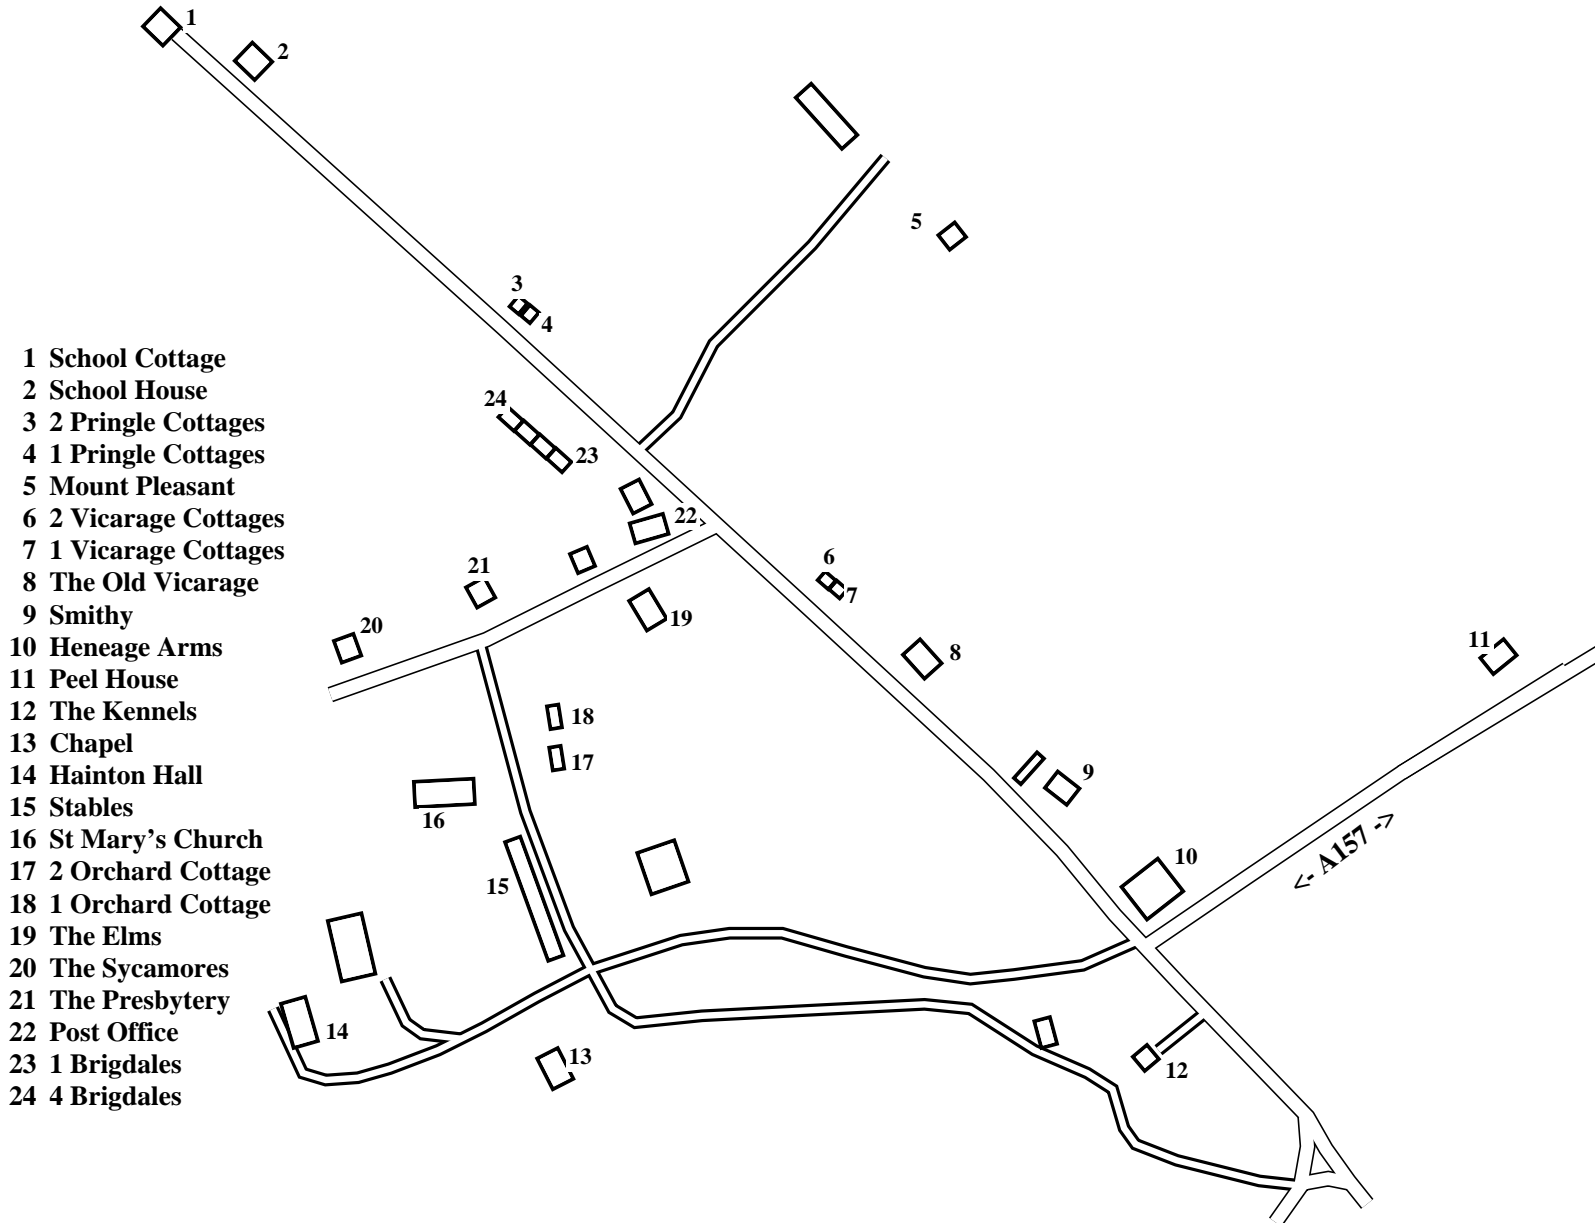 1
2
5
3
4
24
23
22
21
6
7
20
19
8
11
18
17
9
16
10
<- A157 ->
15
14
13
12
1 School Cottage
2 School House
3 2 Pringle Cottages
4 1 Pringle Cottages
5 Mount Pleasant
6 2 Vicarage Cottages
7 1 Vicarage Cottages
8 The Old Vicarage
9 Smithy
10 Heneage Arms
11 Peel House
12 The Kennels
13 Chapel
14 Hainton Hall
15 Stables
16 St Mary’s Church
17 2 Orchard Cottage
18 1 Orchard Cottage
19 The Elms
20 The Sycamores
21 The Presbytery
22 Post Office
23 1 Brigdales
24 4 Brigdales